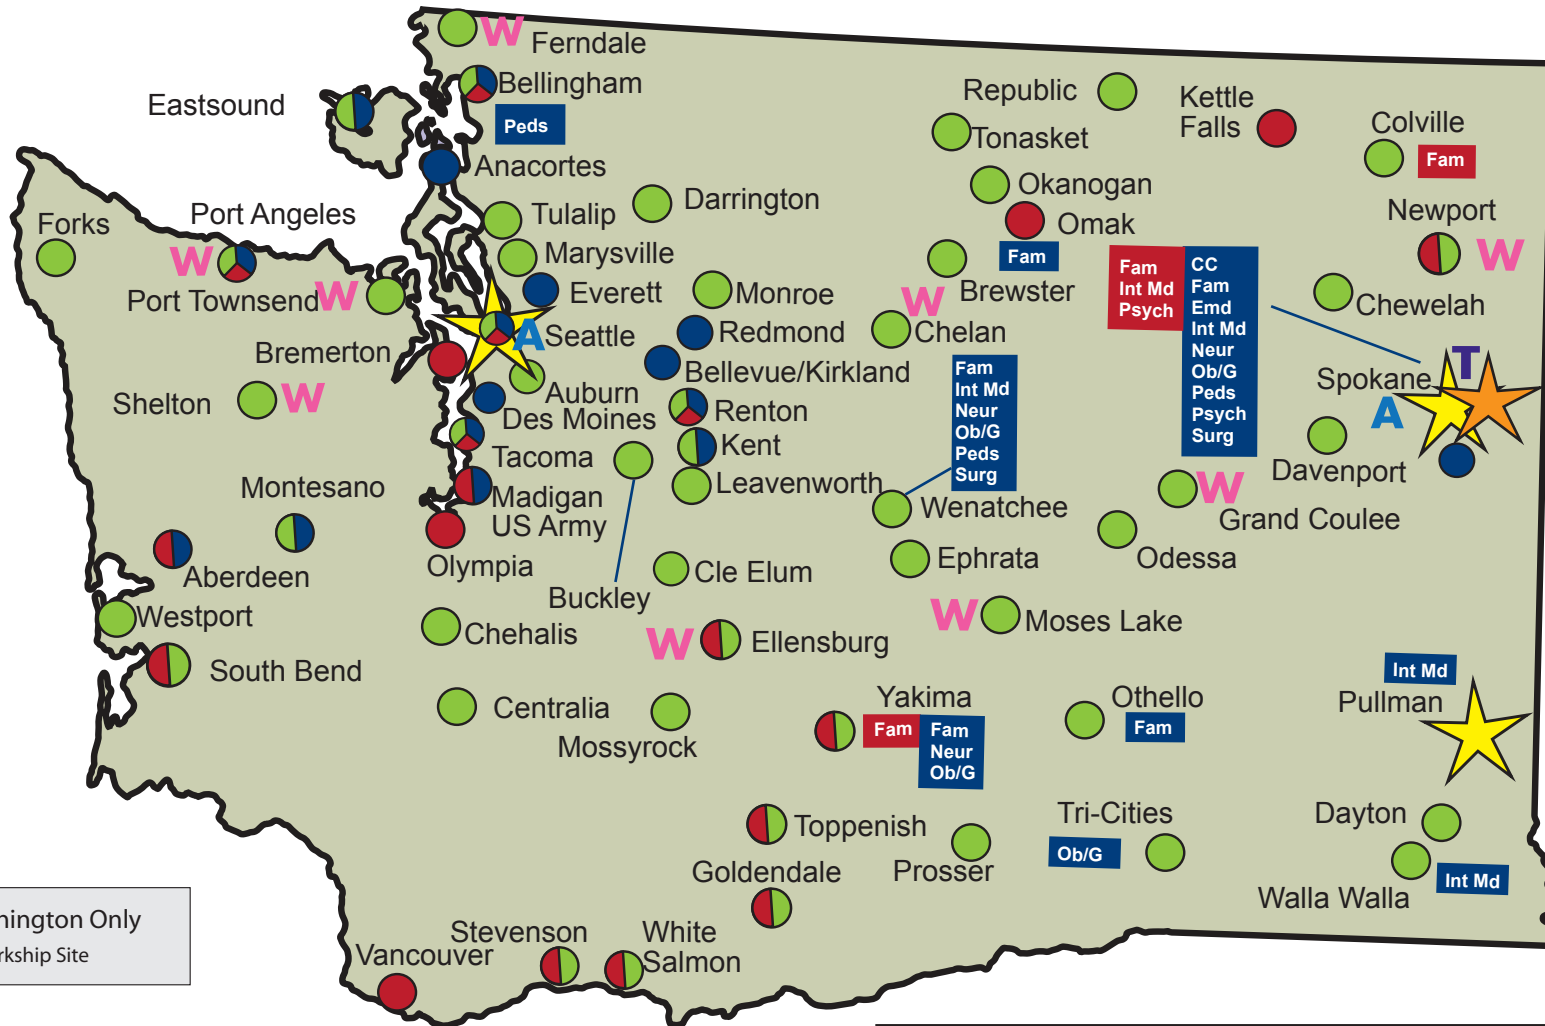 W Ferndale
Bellingham
Peds
Eastsound
Anacortes
Republic
Kettle
Falls
Colville
Fam
Tonasket
Okanogan
Omak
Fam
Newport
W
Forks
Port Angeles
W
Port Townsend W
Tulalip
Darrington
Marysville
Everett
Monroe
Brewster
W
Chelan
Fam
Int Md
Psych
CC
Fam
Emd
Int Md
Neur
Ob/G
Peds
Psych
Surg
Chewelah
Bremerton
A Seattle
Redmond
Bellevue/Kirkland
Shelton
W
Auburn
Des Moines
Renton
Tacoma
Kent
Leavenworth
Fam
Int Md
Neur
Ob/G
Peds
Surg
Wenatchee
T
Spokane
A
Davenport
W
Grand Coulee
Montesano
Madigan
US Army
Aberdeen
Olympia
Buckley
Cle Elum
Ephrata
Odessa
Westport
Chehalis
W
Ellensburg
W
Moses Lake
South Bend
Centralia
Mossyrock
Yakima
Fam
Fam
Neur
Ob/G
Othello
Fam
Int Md
Pullman
Toppenish
Prosser
Tri-Cities
Ob/G
Dayton
Walla Walla
Int Md
Goldendale
Stevenson
White
Salmon
Vancouver
hington Only
rkship Site